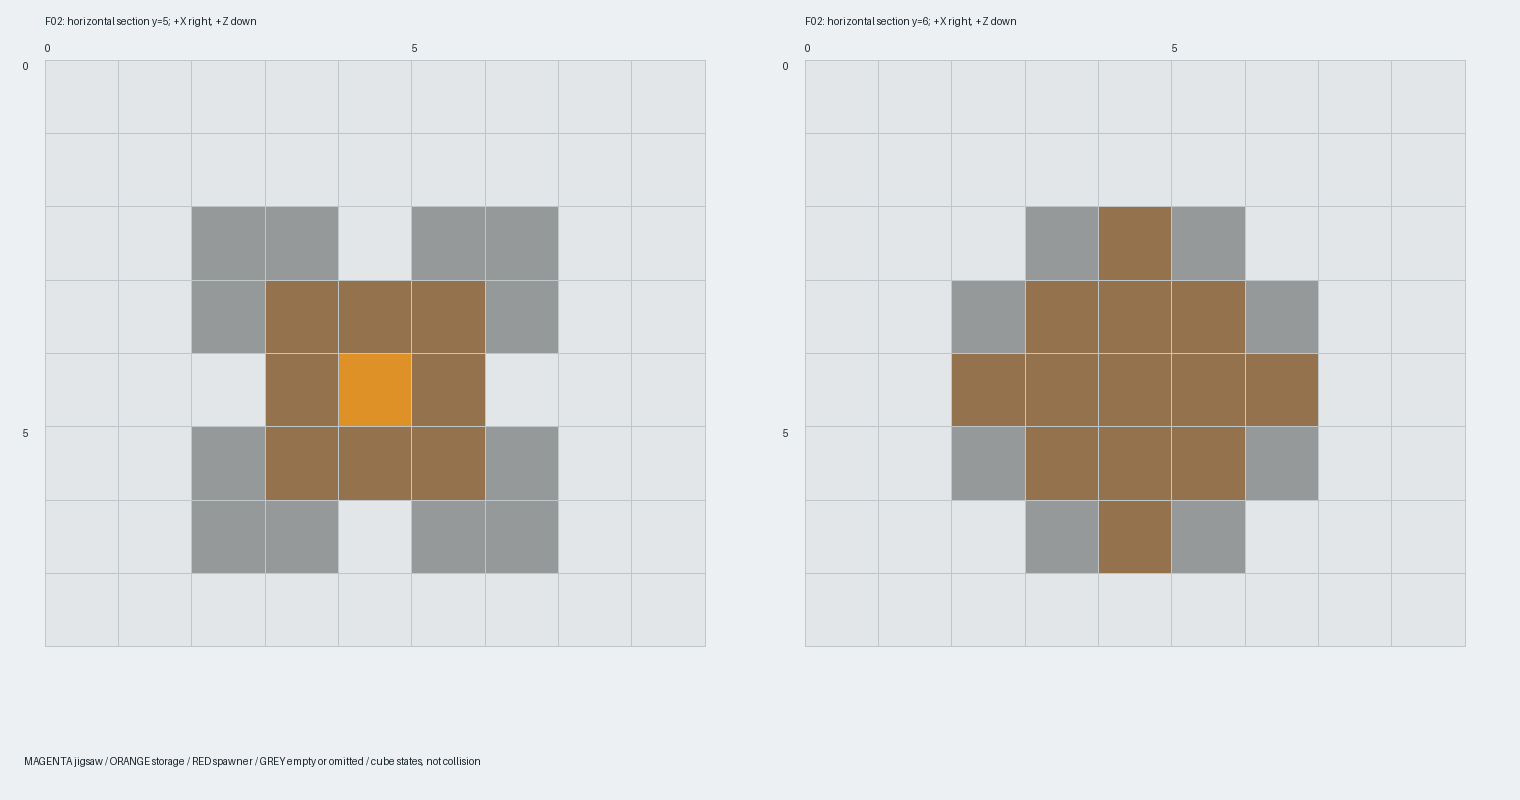 F02: horizontal section y=5; +X right, +Z down
F02: horizontal section y=6; +X right, +Z down
0 5
0 5
0
0
5
5
MAGENTA jigsaw / ORANGE storage / RED spawner / GREY empty or omitted / cube states, not collision